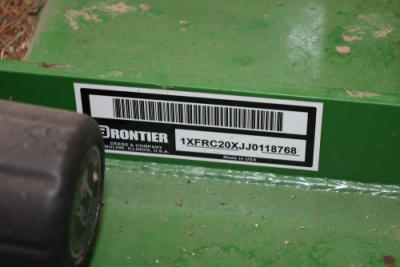 FRONTIER
DEERE & COMPANY
MOLINE, ILLINOIS, U.S.A.
1XFRC20XJJ0118768
Made in USA